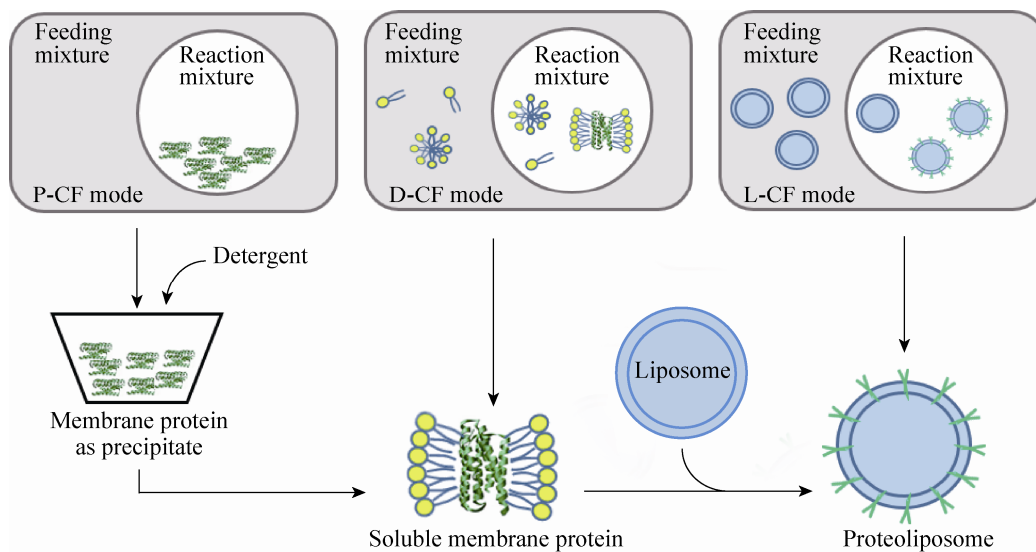 Feeding
mixture
Reaction
mixture
P-CF mode
Feeding
mixture
Reaction
mixture
D-CF mode
Feeding
mixture
Reaction
mixture
L-CF mode
Detergent
Membrane protein
as precipitate
Liposome
Soluble membrane protein
Proteoliposome